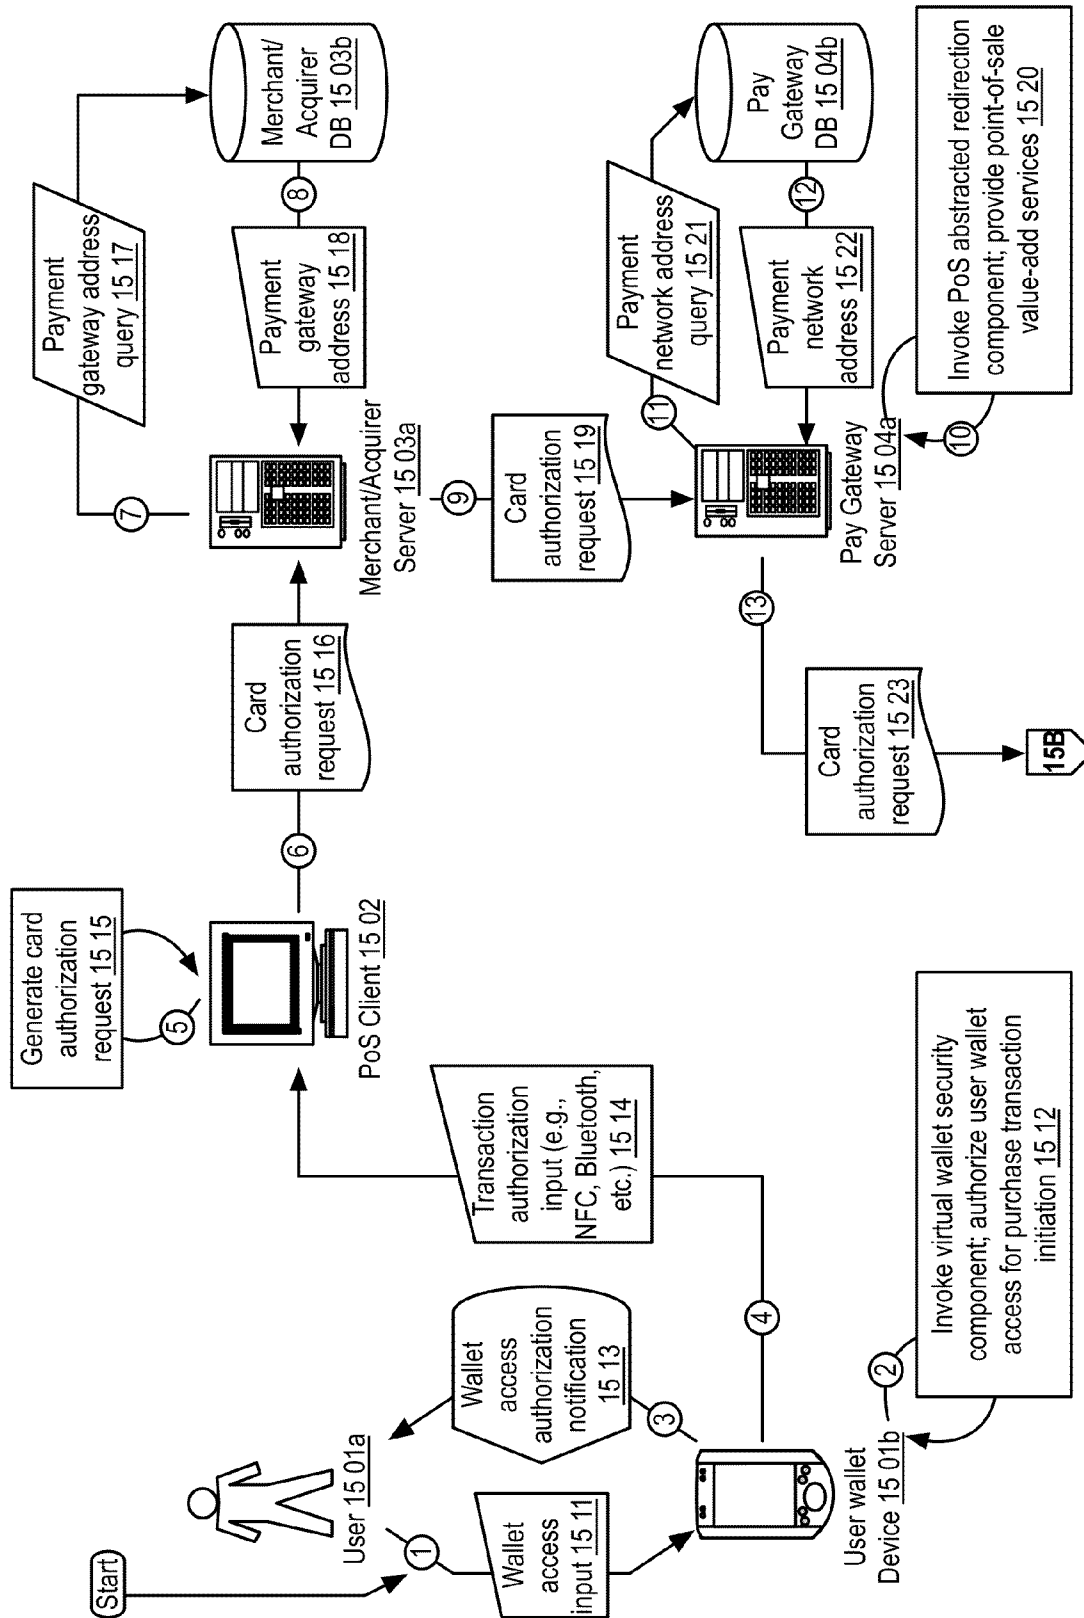 Start
User 15 01a
1
Wallet
access
input 15 11
User wallet
Device 15 01b
2
Invoke virtual wallet security
component; authorize user wallet
access for purchase transaction
initiation 15 12
3
Wallet
access
authorization
notification
15 13
4
Transaction
authorization
input (e.g.,
NFC, Bluetooth,
etc.) 15 14
PoS Client 15 02
5
Generate card
authorization
request 15 15
6
Card
authorization
request 15 16
Merchant/Acquirer
Server 15 03a
7
Payment
gateway address
query 15 17
Merchant/
Acquirer
DB 15 03b
8
Payment
gateway
address 15 18
9
Card
authorization
request 15 19
Pay Gateway
Server 15 04a
10
Invoke PoS abstracted redirection
component; provide point-of-sale
value-add services 15 20
11
Payment
network address
query 15 21
Pay
Gateway
DB 15 04b
12
Payment
network
address 15 22
13
Card
authorization
request 15 23
15B